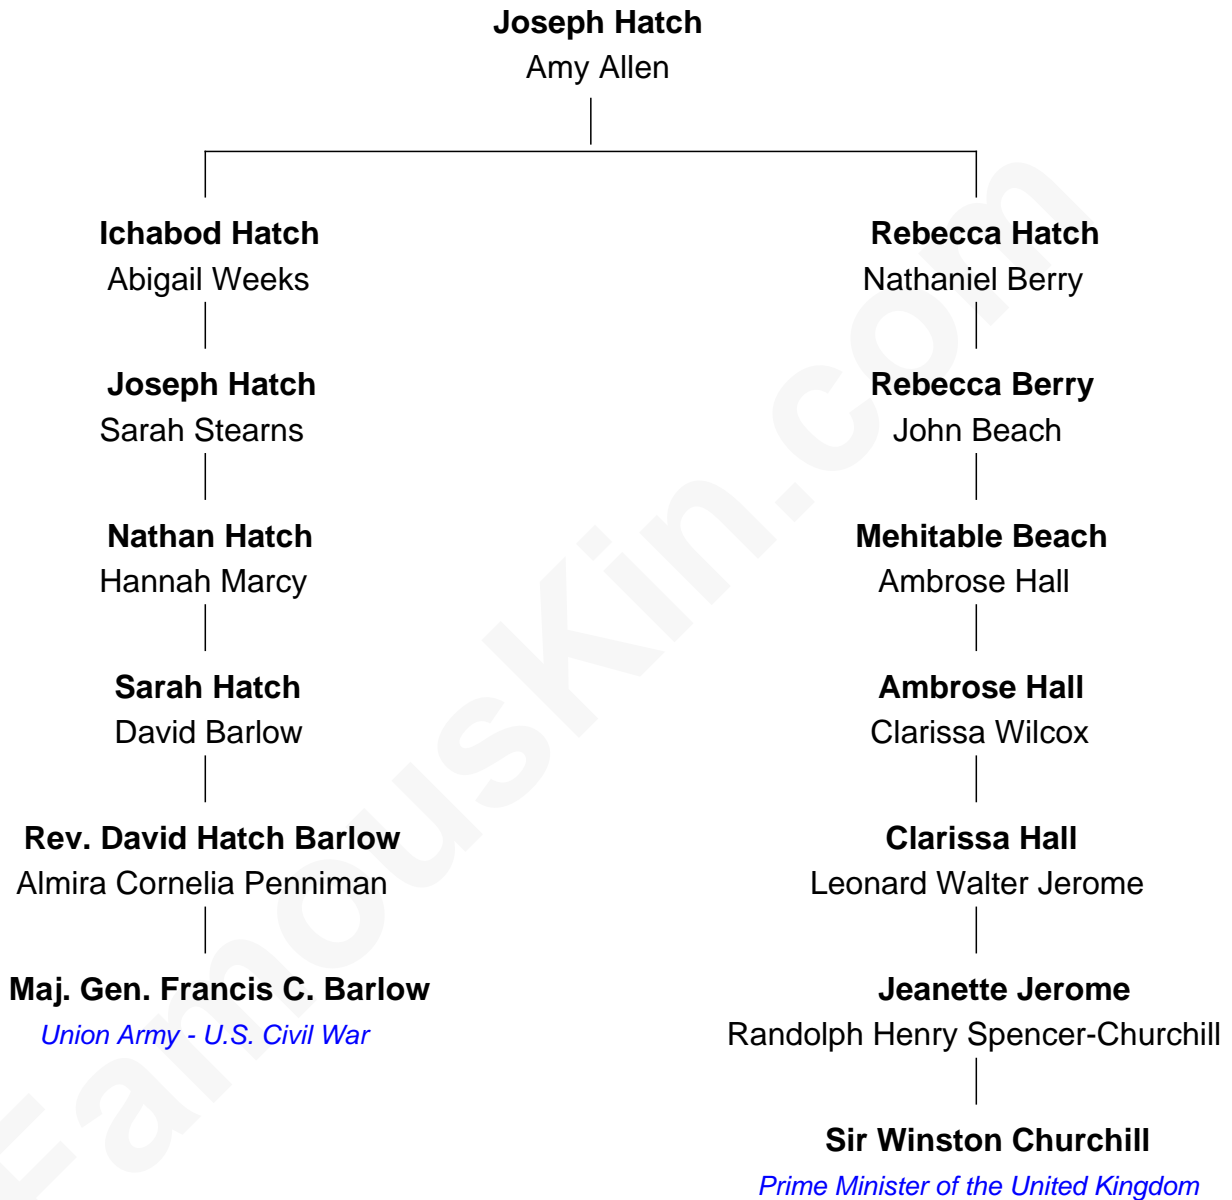 Joseph Hatch
Amy Allen
Ichabod Hatch
Abigail Weeks
Joseph Hatch
Sarah Stearns
Nathan Hatch
Hannah Marcy
Sarah Hatch
David Barlow
Rev. David Hatch Barlow
Almira Cornelia Penniman
Maj. Gen. Francis C. Barlow
Union Army - U.S. Civil War
Rebecca Hatch
Nathaniel Berry
Rebecca Berry
John Beach
Mehitable Beach
Ambrose Hall
Ambrose Hall
Clarissa Wilcox
Clarissa Hall
Leonard Walter Jerome
Jeanette Jerome
Randolph Henry Spencer-Churchill
Sir Winston Churchill
Prime Minister of the United Kingdom
FamousKin.com